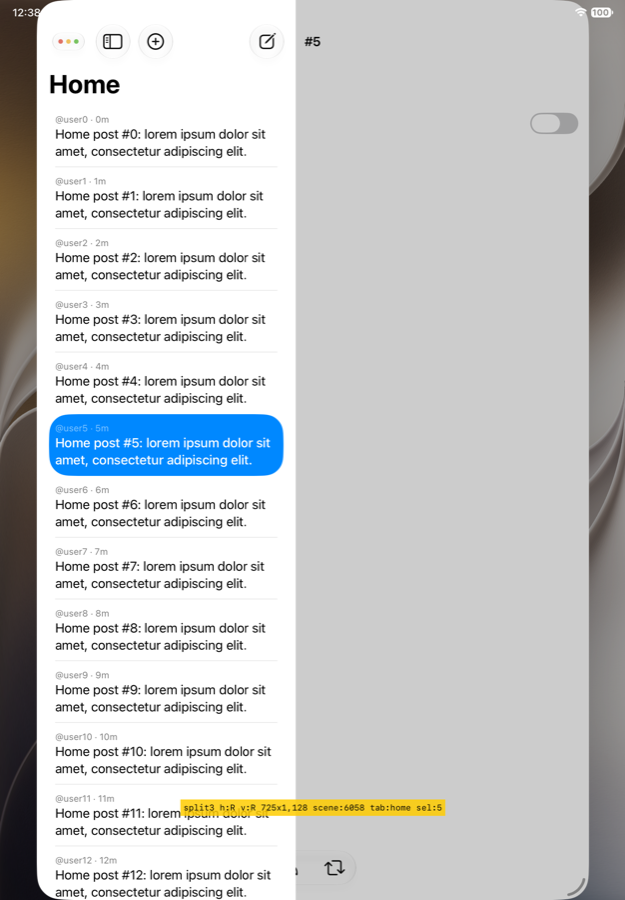 12:38
100
#5
Home
@user0 · 0m
Home post #0: lorem ipsum dolor sit
amet, consectetur adipiscing elit.
@user1 · 1m
Home post #1: lorem ipsum dolor sit
amet, consectetur adipiscing elit.
@user2 · 2m
Home post #2: lorem ipsum dolor sit
amet, consectetur adipiscing elit.
@user3 · 3m
Home post #3: lorem ipsum dolor sit
amet, consectetur adipiscing elit.
@user4 · 4m
Home post #4: lorem ipsum dolor sit
amet, consectetur adipiscing elit.
@user5 · 5m
Home post #5: lorem ipsum dolor sit
amet, consectetur adipiscing elit.
@user6 · 6m
Home post #6: lorem ipsum dolor sit
amet, consectetur adipiscing elit.
@user7 · 7m
Home post #7: lorem ipsum dolor sit
amet, consectetur adipiscing elit.
@user8 · 8m
Home post #8: lorem ipsum dolor sit
amet, consectetur adipiscing elit.
@user9 · 9m
Home post #9: lorem ipsum dolor sit
amet, consectetur adipiscing elit.
@user10 · 10m
Home post #10: lorem ipsum dolor sit
amet, consectetur adipiscing elit.
@user11 · 11m
split3 h:R v:R 725x1,128 scene:6058 tab:home sel:5
Home post #11: lorem ipsum dolor sit
amet, consectetur adipiscing elit.
@user12 · 12m
Home post #12: lorem ipsum dolor sit
amet, consectetur adipiscing elit.